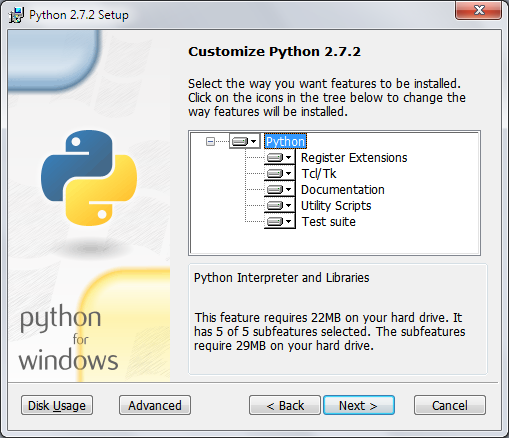 Python 2.7.2 Setup
Customize Python 2.7.2
Select the way you want features to be installed.
Click on the icons in the tree below to change the
way features will be installed.
Python
Register Extensions
Tcl/Tk
Documentation
Utility Scripts
Test suite
Python Interpreter and Libraries
This feature requires 22MB on your hard drive. It
has 5 of 5 subfeatures selected. The subfeatures
require 29MB on your hard drive.
python
for
windows
Disk Usage
Advanced
< Back
Next >
Cancel